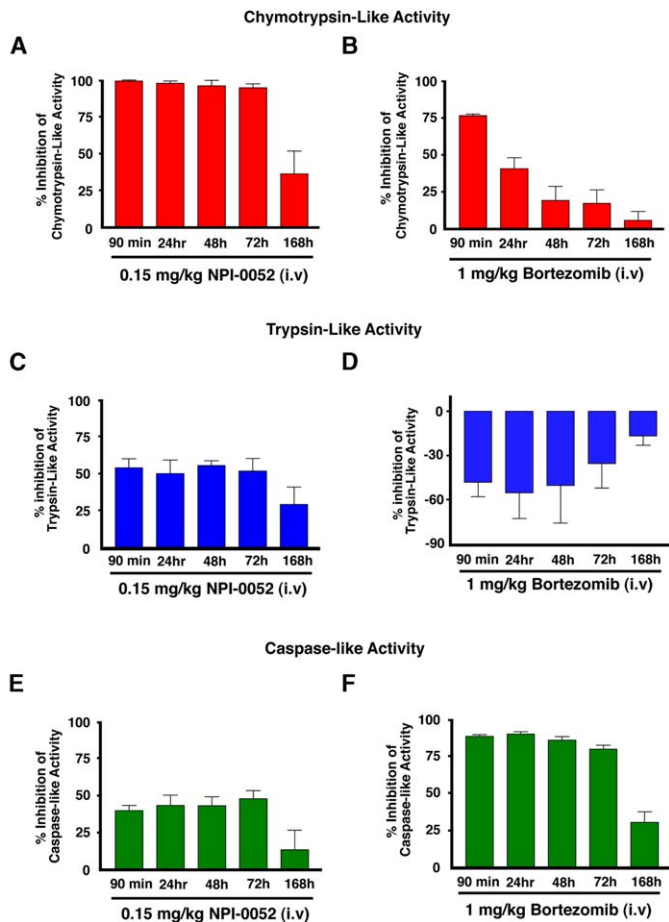 Chymotrypsin-Like Activity
A
B
% Inhibition of
Chymotrypsin-Like Activity
100
75
50
25
0
90 min 24hr 48h 72h 168h
0.15 mg/kg NPI-0052 (i.v)
% Inhibition of
Chymotrypsin-Like Activity
100
75
50
25
0
90 min 24hr 48h 72h 168h
1 mg/kg Bortezomib (i.v)
Trypsin-Like Activity
C
D
% inhibition of
Trypsin-Like Activity
100
75
50
25
0
90 min 24hr 48h 72h 168h
0.15 mg/kg NPI-0052 (i.v)
% inhibition of
Trypsin-Like Activity
0
-30
-60
-90
90 min 24hr 48h 72h 168h
1 mg/kg Bortezomib (i.v)
Caspase-like Activity
E
F
% Inhibition of
Caspase-like Activity
100
75
50
25
0
90 min 24hr 48h 72h 168h
0.15 mg/kg NPI-0052 (i.v)
% Inhibition of
Caspase-like Activity
100
75
50
25
0
90 min 24hr 48h 72h 168h
1 mg/kg Bortezomib (i.v)